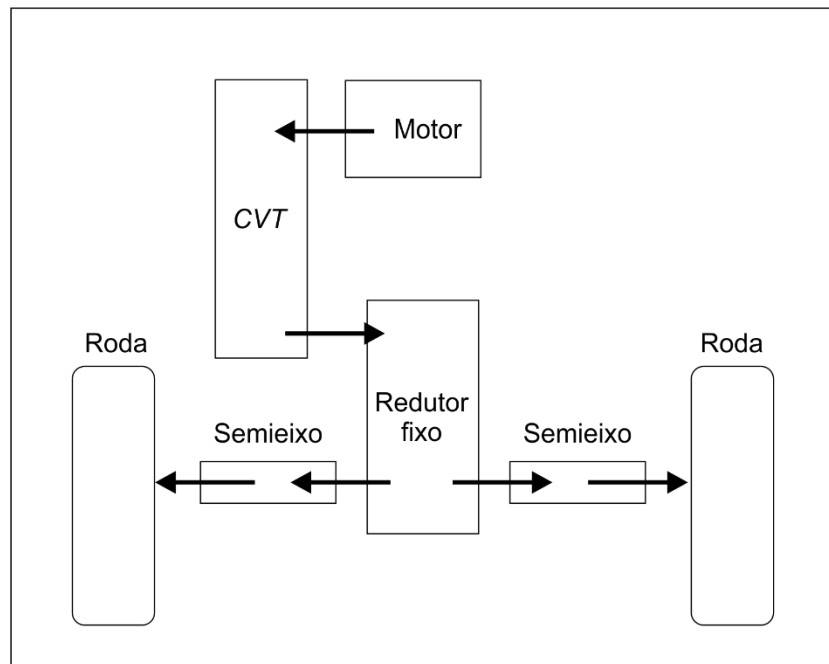 Motor
CVT
Roda
Roda
Redutor
fixo
Semieixo
Semieixo